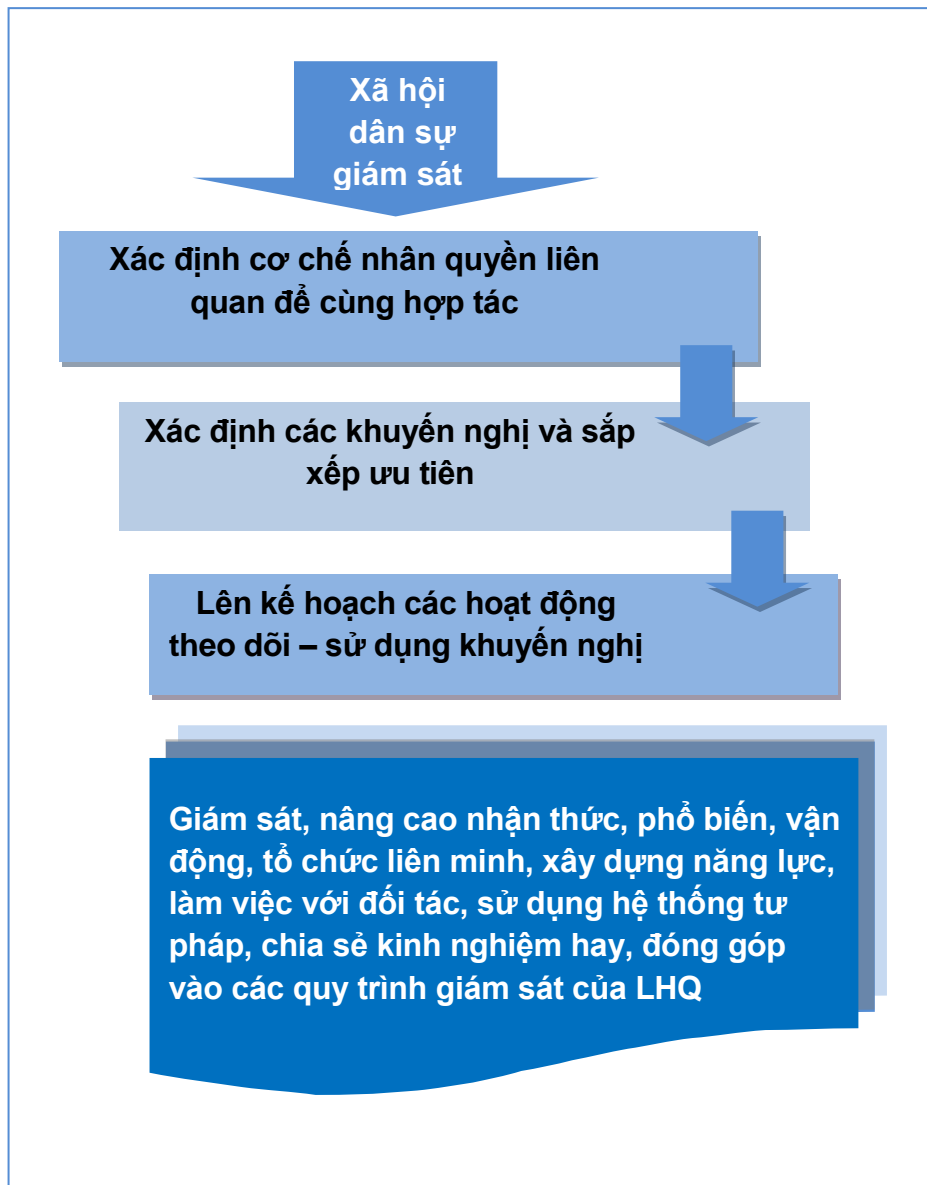 Xã hội
dân sự
giám sát
Xác định cơ chế nhân quyền liên
quan để cùng hợp tác
Xác định các khuyến nghị và sắp
xếp ưu tiên
Lên kế hoạch các hoạt động
theo dõi – sử dụng khuyến nghị
Giám sát, nâng cao nhận thức, phổ biến, vận
động, tổ chức liên minh, xây dựng năng lực,
làm việc với đối tác, sử dụng hệ thống tư
pháp, chia sẻ kinh nghiệm hay, đóng góp
vào các quy trình giám sát của LHQ